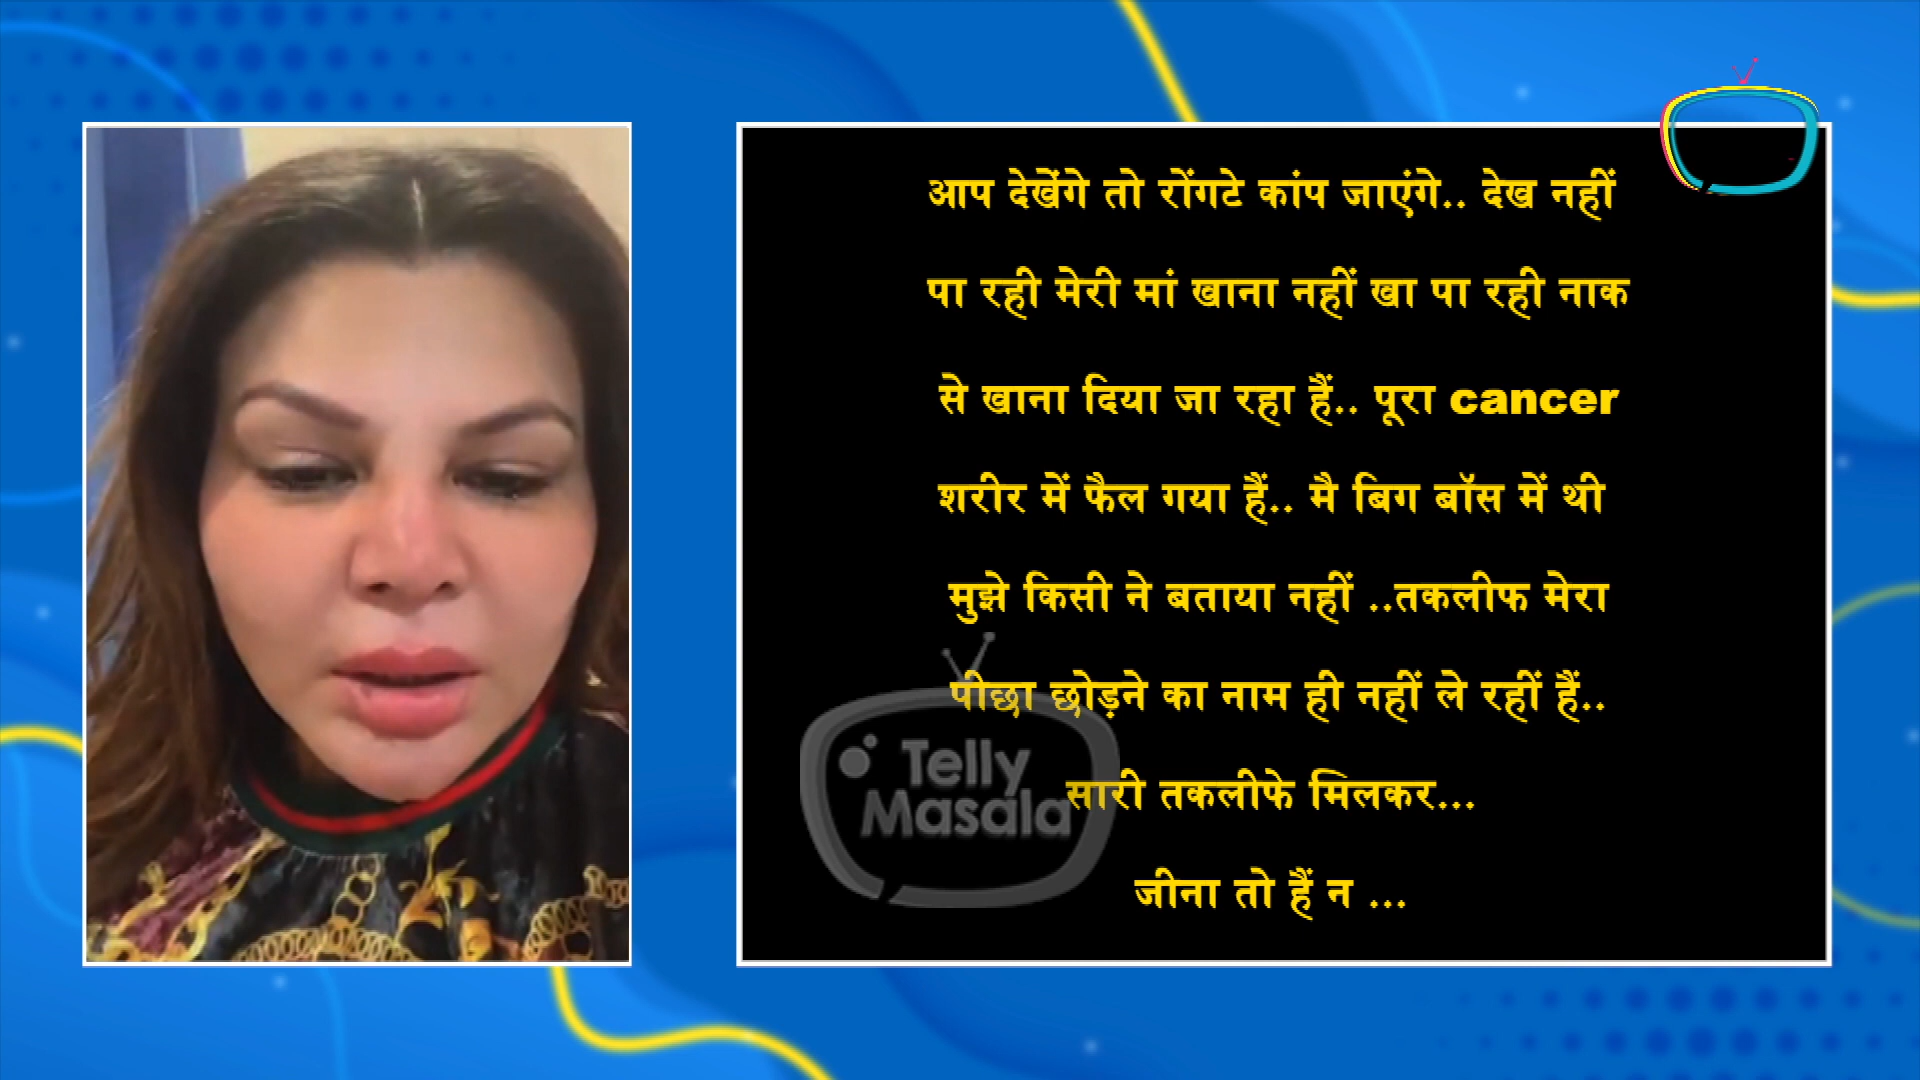 आप देखेंगे तो रोंगटे कांप जाएंगे.. देख नहीं
पा रही मेरी मां खाना नहीं खा पा रही नाक
से खाना दिया जा रहा हैं.. पूरा cancer
शरीर में फैल गया हैं.. मै बिग बॉस में थी
मुझे किसी ने बताया नहीं ..तकलीफ मेरा
पीछा छोड़ने का नाम ही नहीं ले रहीं हैं..
सारी तकलीफे मिलकर...
जीना तो हैं न ...
Telly
Masala